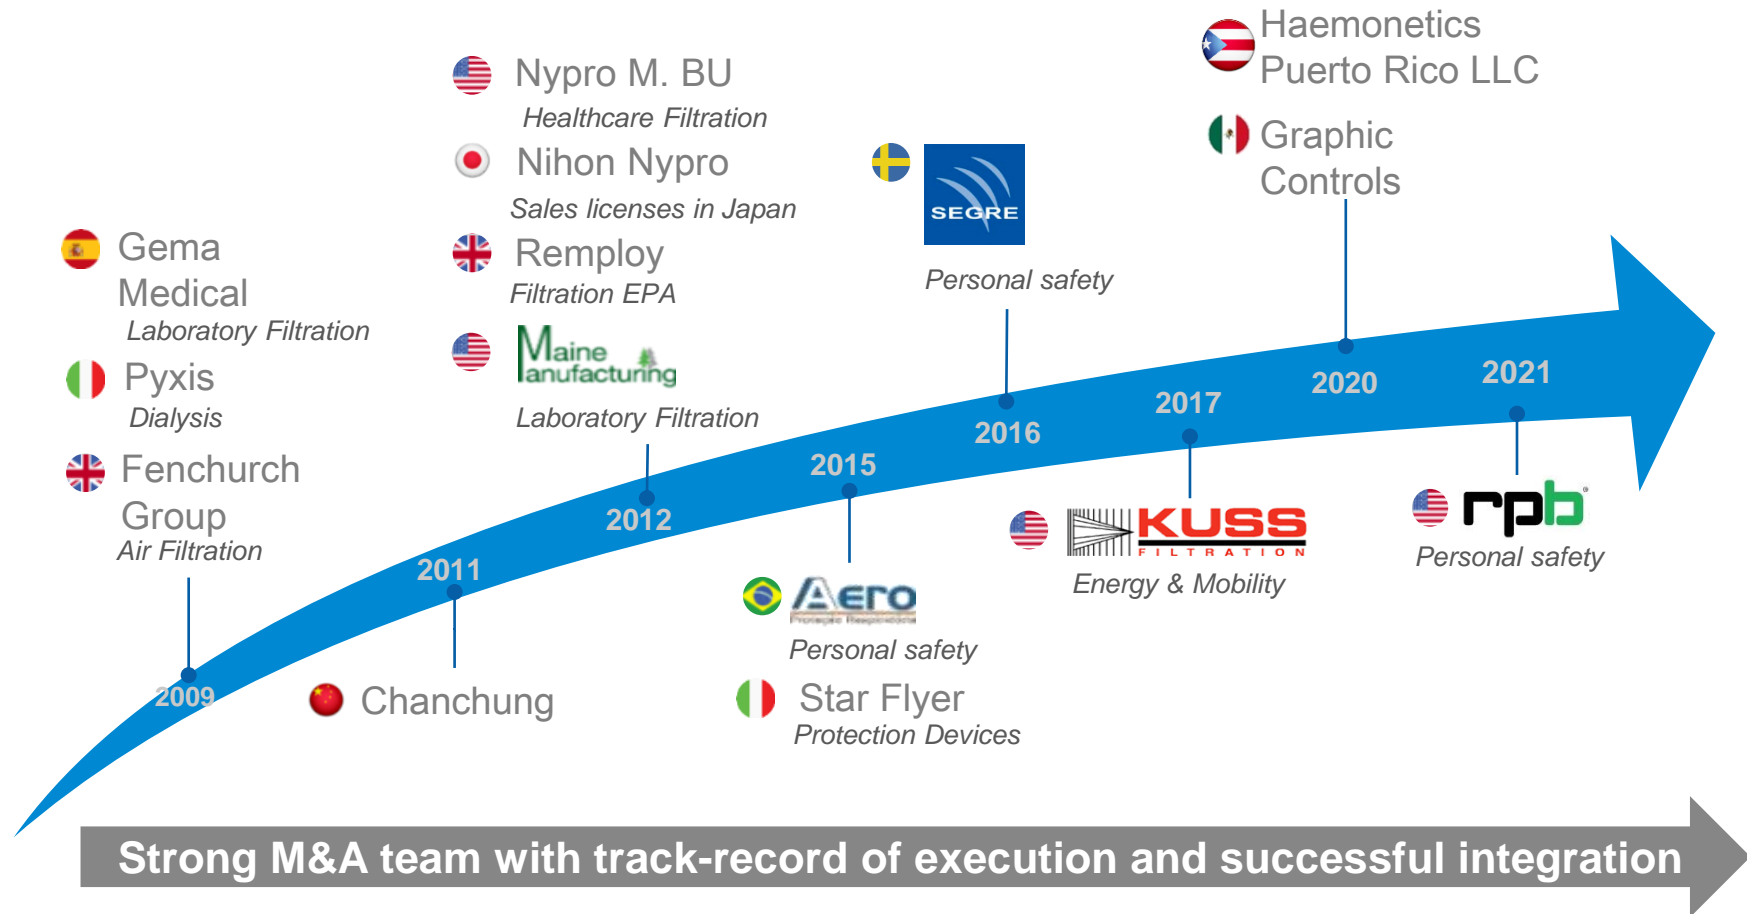 Gema
Medical
Laboratory Filtration
Pyxis
Dialysis
Fenchurch
Group
Air Filtration
2009
2011
Chanchung
Nypro M. BU
Healthcare Filtration
Nihon Nypro
Sales licenses in Japan
Remploy
Filtration EPA
Maine
Manufacturing
Laboratory Filtration
2012
2015
Aero
Proteção Respiratória
Personal safety
Star Flyer
Protection Devices
SEGRE
Personal safety
2016
2017
KUSS
FILTRATION
Energy & Mobility
Haemonetics
Puerto Rico LLC
Graphic
Controls
2020
2021
rpb®
Personal safety
Strong M&A team with track-record of execution and successful integration